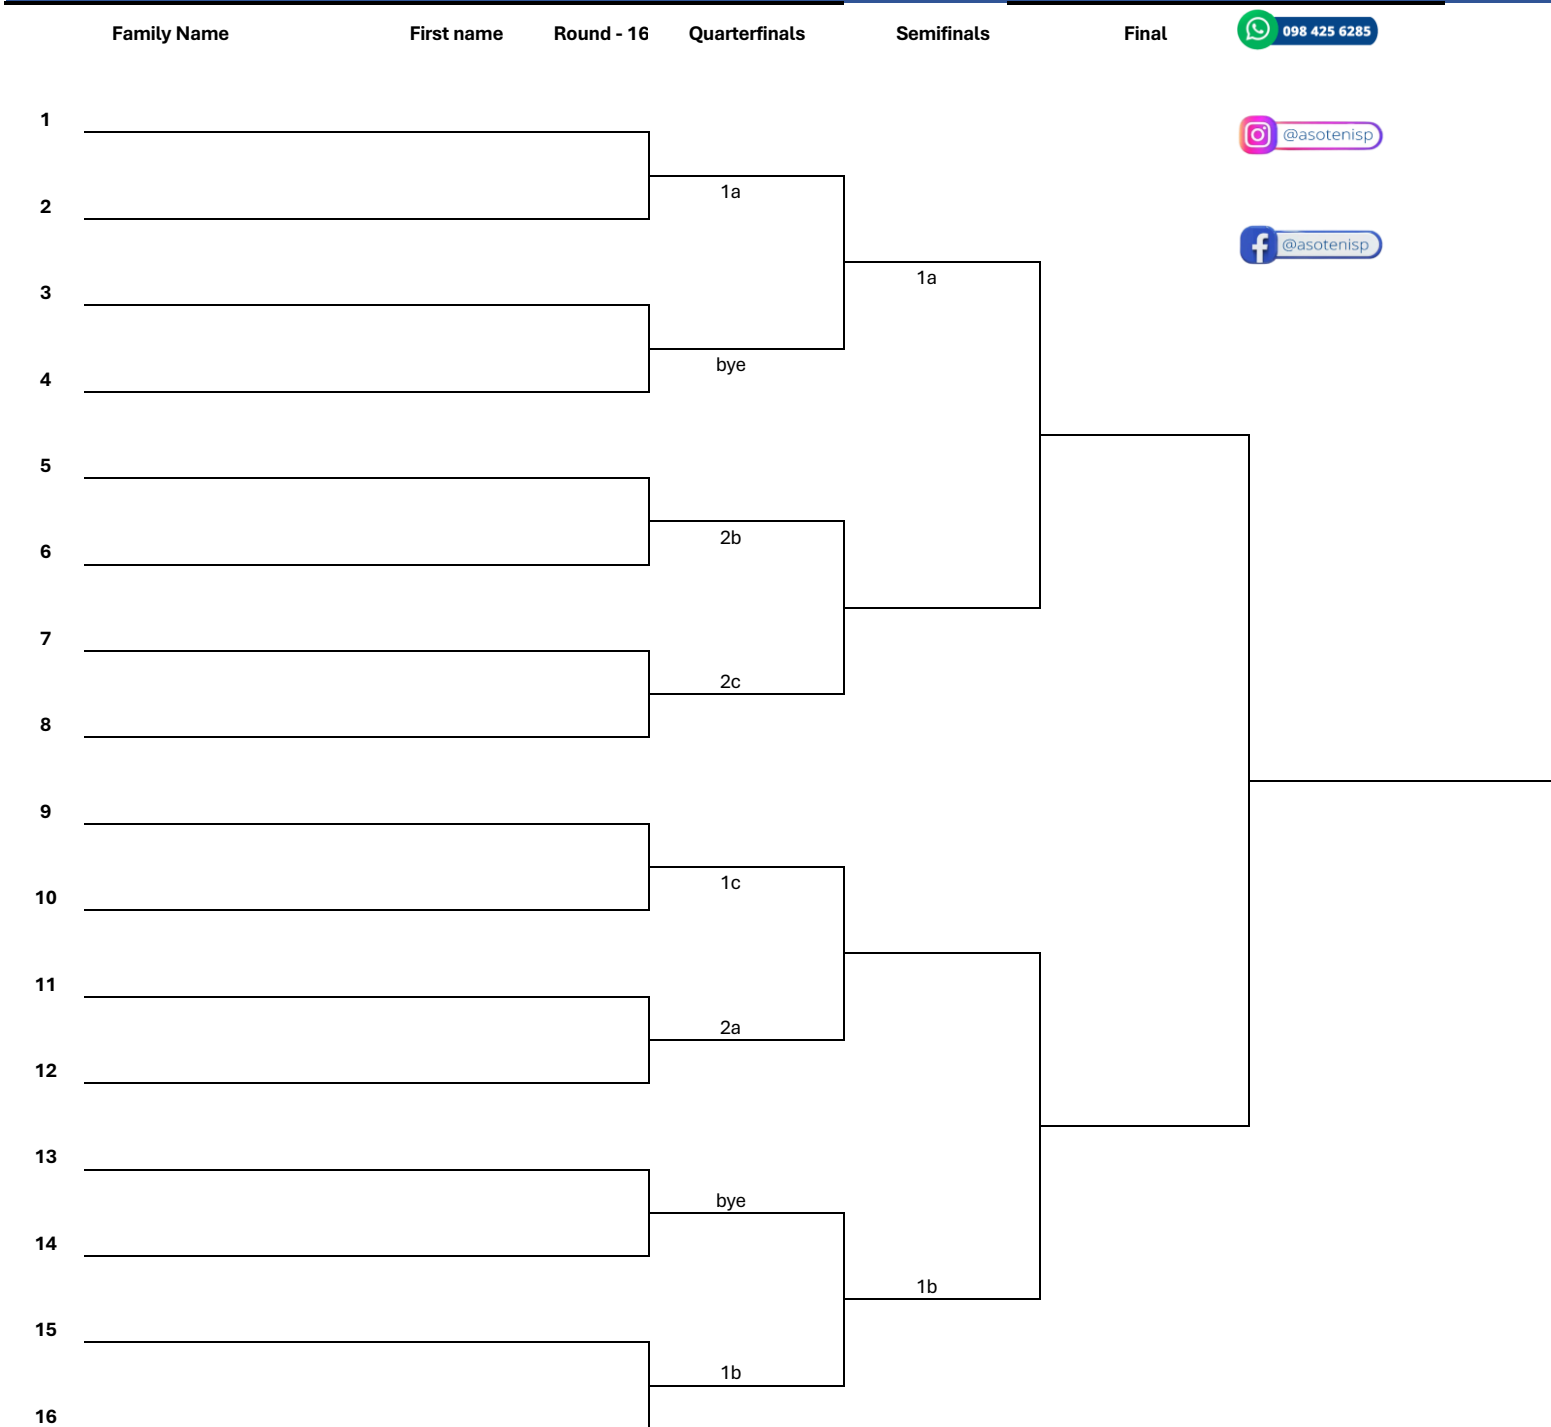 Family Name First name Round - 16 Quarterfinals Semifinals Final 098 425 6285
1
@asotenisp
1a
2
@asotenisp
1a
3
bye
4
5
2b
6
7
2c
8
9
1c
10
11
2a
12
13
bye
14
1b
15
1b
16